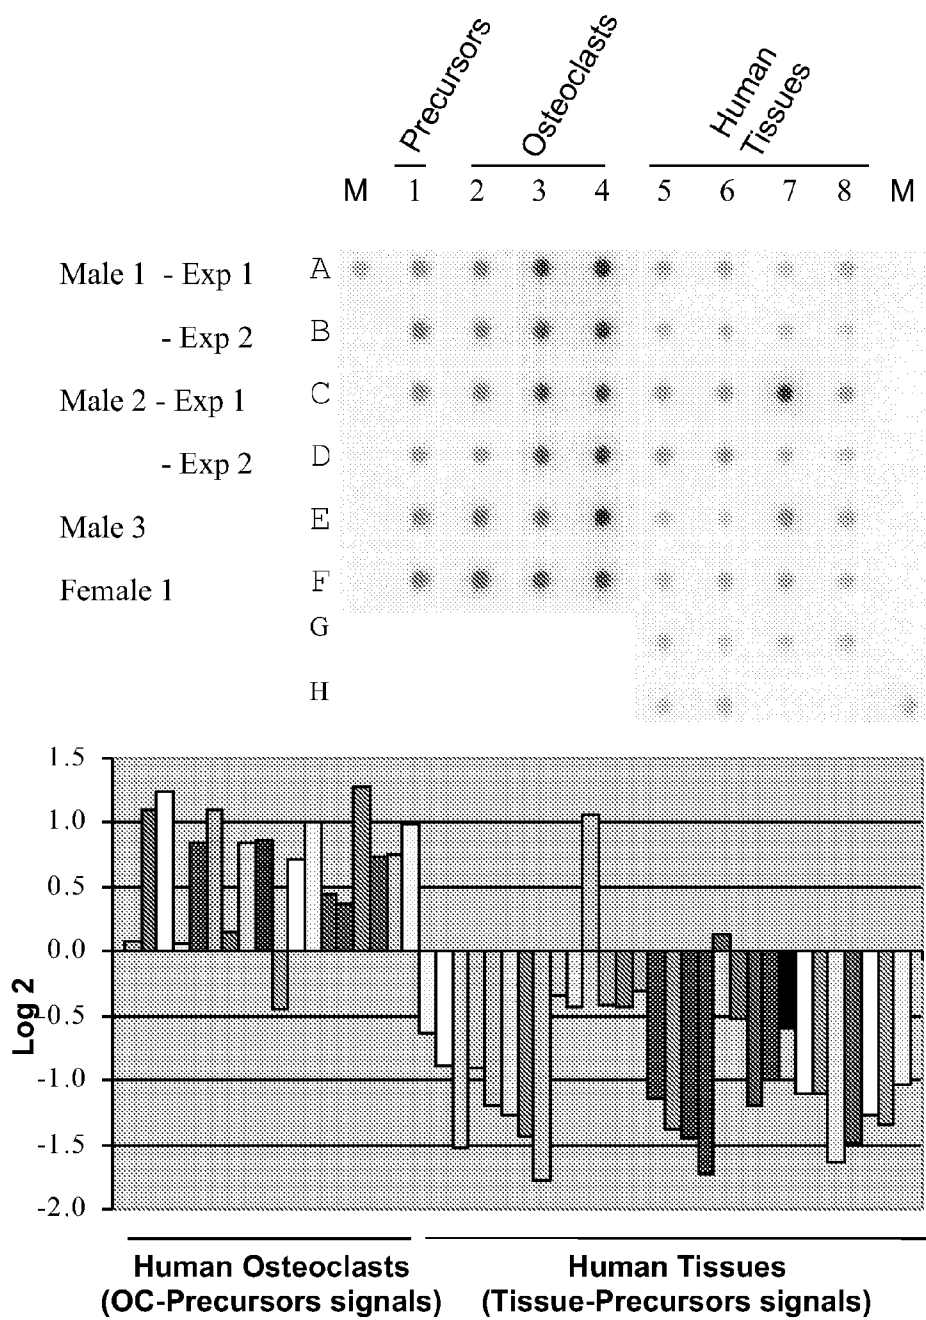 Precursors
Osteoclasts
Human
Tissues
M 1 2 3 4 5 6 7 8 M
Male 1 - Exp 1 A
- Exp 2 B
Male 2 - Exp 1 C
- Exp 2 D
Male 3 E
Female 1 F
G
H
1.5
1.0
0.5
0.0
-0.5
-1.0
-1.5
-2.0
Log 2
Human Osteoclasts
(OC-Precursors signals)
Human Tissues
(Tissue-Precursors signals)